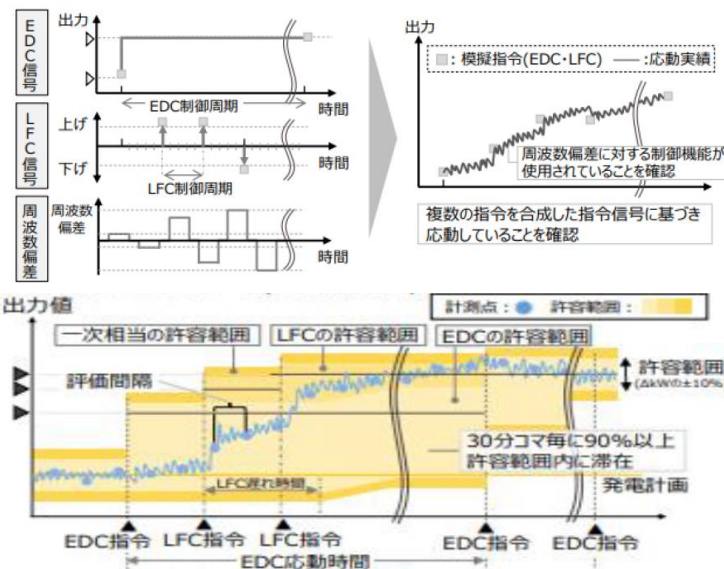 EDC信号
出力
EDC制御周期
時間
LFC信号
上げ
下げ
LFC制御周期
時間
周波数偏差
周波数
偏差
時間
出力
：模擬指令(EDC・LFC)　：応動実績
周波数偏差に対する制御機能が
使用されていることを確認
時間
複数の指令を合成した指令信号に基づき
応動していることを確認
出力値
計測点：　許容範囲：
一次相当の許容範囲
LFCの許容範囲
EDCの許容範囲
評価間隔
許容範囲
(ΔkWの±10%
30分コマ毎に90%以上
許容範囲内に滞在
LFC遅れ時間
発電計画
EDC指令
LFC指令
LFC指令
EDC指令
EDC指令
EDC応動時間